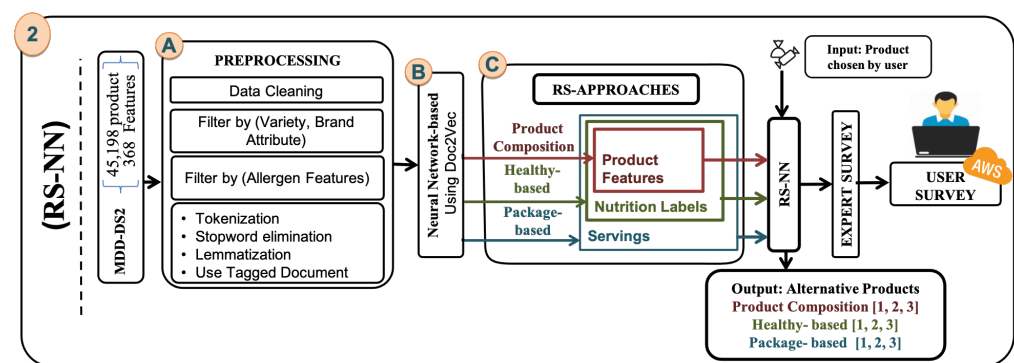 2
(RS-NN)
MDD-DS2
45,198 product
368 Features
A
PREPROCESSING
Data Cleaning
Filter by (Variety, Brand
Attribute)
Filter by (Allergen Features)
• Tokenization
• Stopword elimination
• Lemmatization
• Use Tagged Document
B
Neural Network-based
Using Doc2Vec
C
RS-APPROACHES
Product
Composition
Healthy-
based
Package-
based
Product
Features
Nutrition Labels
Servings
Input: Product
chosen by user
RS-NN
EXPERT SURVEY
AWS
USER
SURVEY
Output: Alternative Products
Product Composition [1, 2, 3]
Healthy- based [1, 2, 3]
Package- based [1, 2, 3]